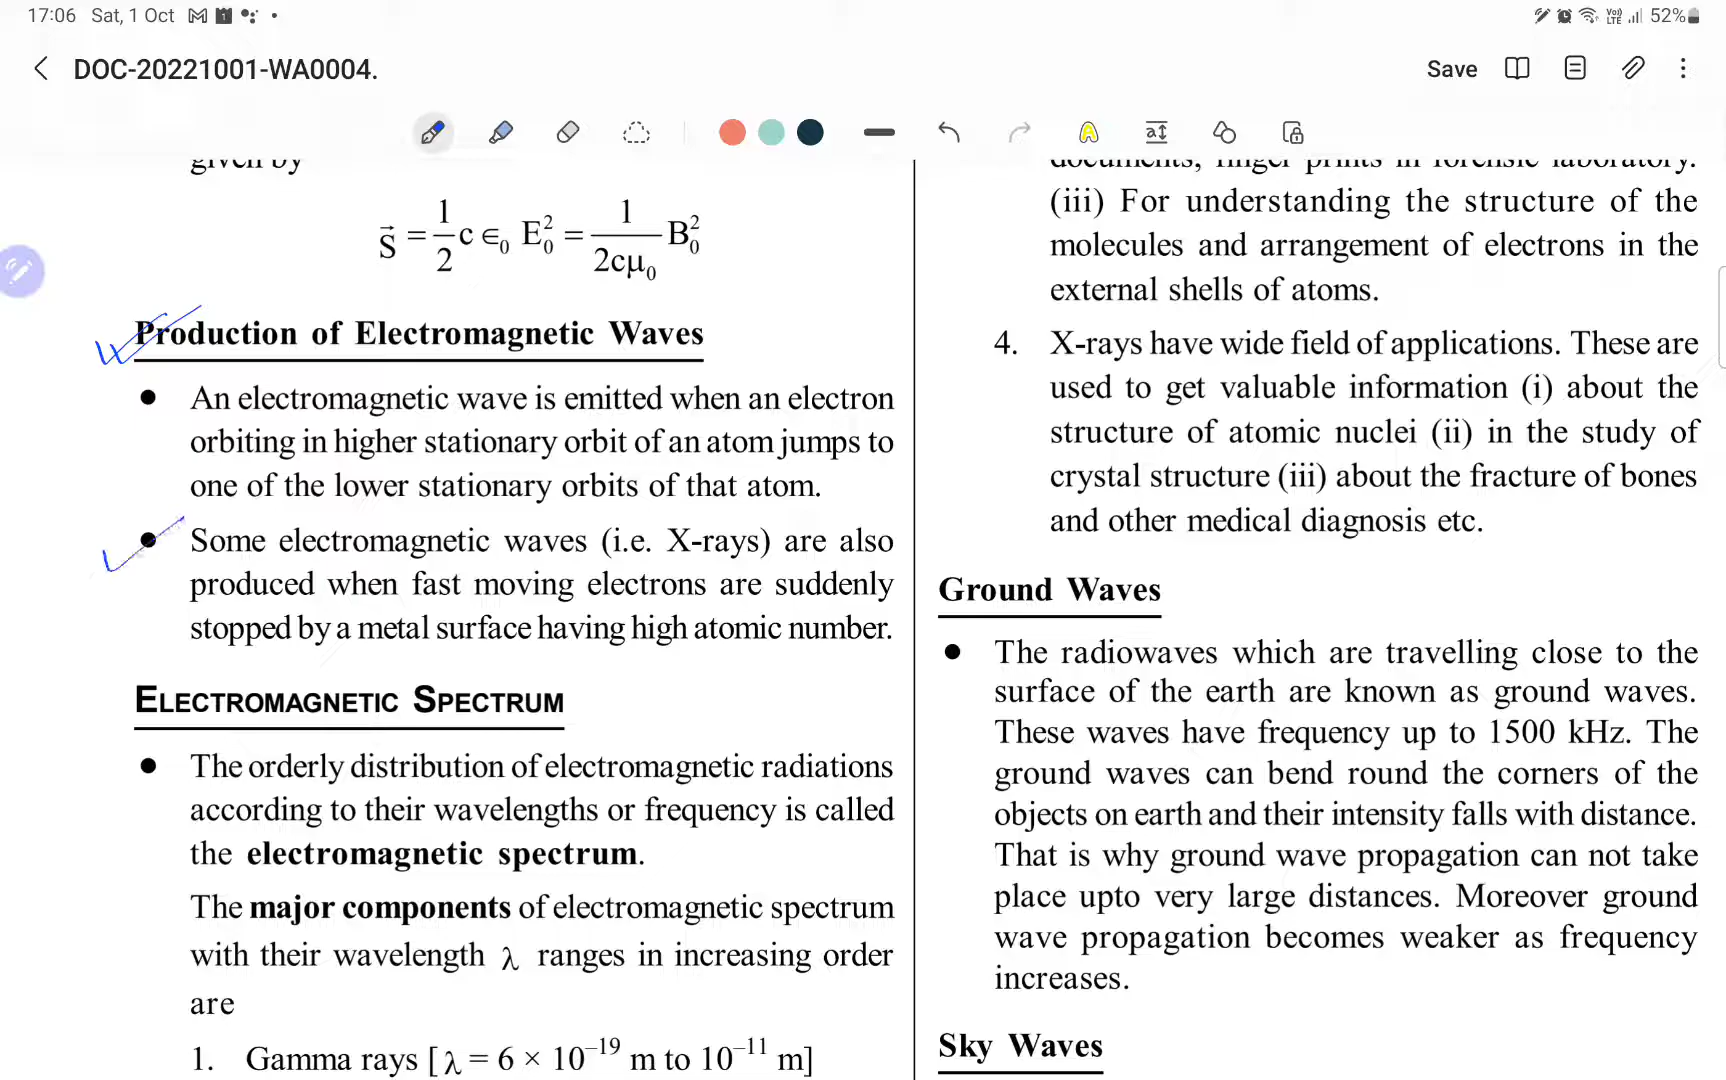 17:06 Sat, 1 Oct
52%
DOC-20221001-WA0004.
Save
given by
S⃗ = 1/2 c ∈₀ E₀² = 1/2cμ₀ B₀²
Production of Electromagnetic Waves
● An electromagnetic wave is emitted when an electron
orbiting in higher stationary orbit of an atom jumps to
one of the lower stationary orbits of that atom.
● Some electromagnetic waves (i.e. X-rays) are also
produced when fast moving electrons are suddenly
stopped by a metal surface having high atomic number.
ELECTROMAGNETIC SPECTRUM
● The orderly distribution of electromagnetic radiations
according to their wavelengths or frequency is called
the electromagnetic spectrum.
The major components of electromagnetic spectrum
with their wavelength λ ranges in increasing order
are
1. Gamma rays [λ = 6 × 10⁻¹⁹ m to 10⁻¹¹ m]
documents, finger prints in forensic laboratory.
(iii) For understanding the structure of the
molecules and arrangement of electrons in the
external shells of atoms.
4. X-rays have wide field of applications. These are
used to get valuable information (i) about the
structure of atomic nuclei (ii) in the study of
crystal structure (iii) about the fracture of bones
and other medical diagnosis etc.
Ground Waves
● The radiowaves which are travelling close to the
surface of the earth are known as ground waves.
These waves have frequency up to 1500 kHz. The
ground waves can bend round the corners of the
objects on earth and their intensity falls with distance.
That is why ground wave propagation can not take
place upto very large distances. Moreover ground
wave propagation becomes weaker as frequency
increases.
Sky Waves